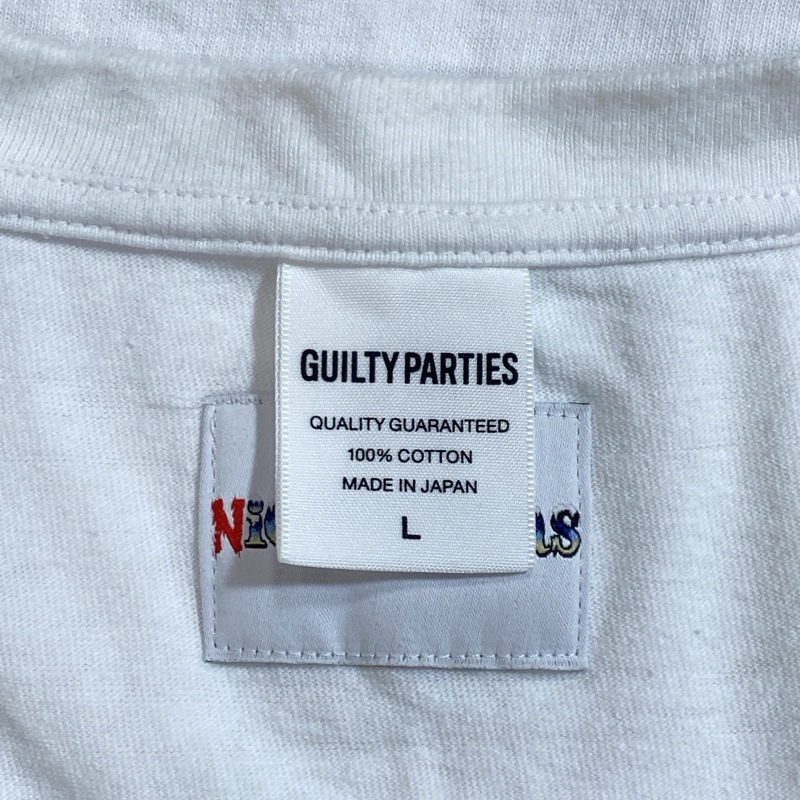 GUILTY PARTIES
QUALITY GUARANTEED
100% COTTON
MADE IN JAPAN
L